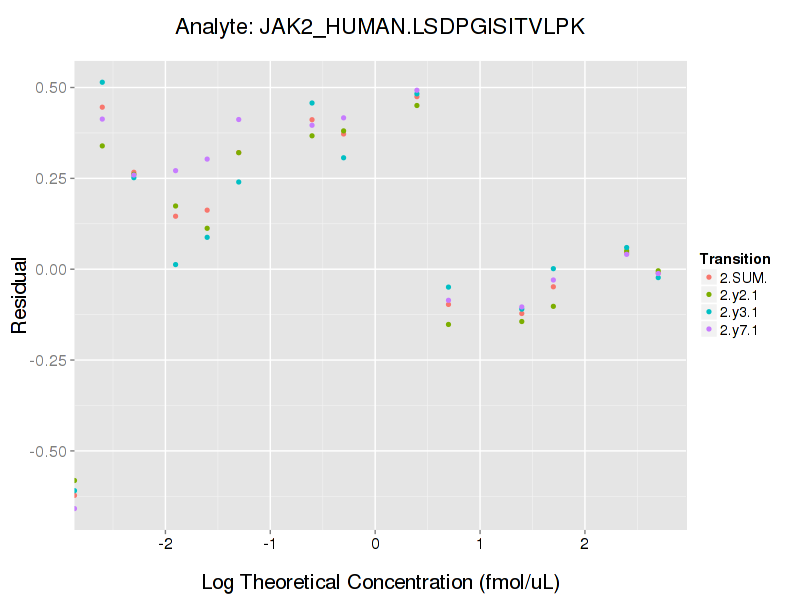 Analyte: JAK2_HUMAN.LSDPGISITVLPK
0.50
0.25
0.00
-0.25
-0.50
Residual
-2 -1 0 1 2
Log Theoretical Concentration (fmol/uL)
Transition
2.SUM.
2.y2.1
2.y3.1
2.y7.1